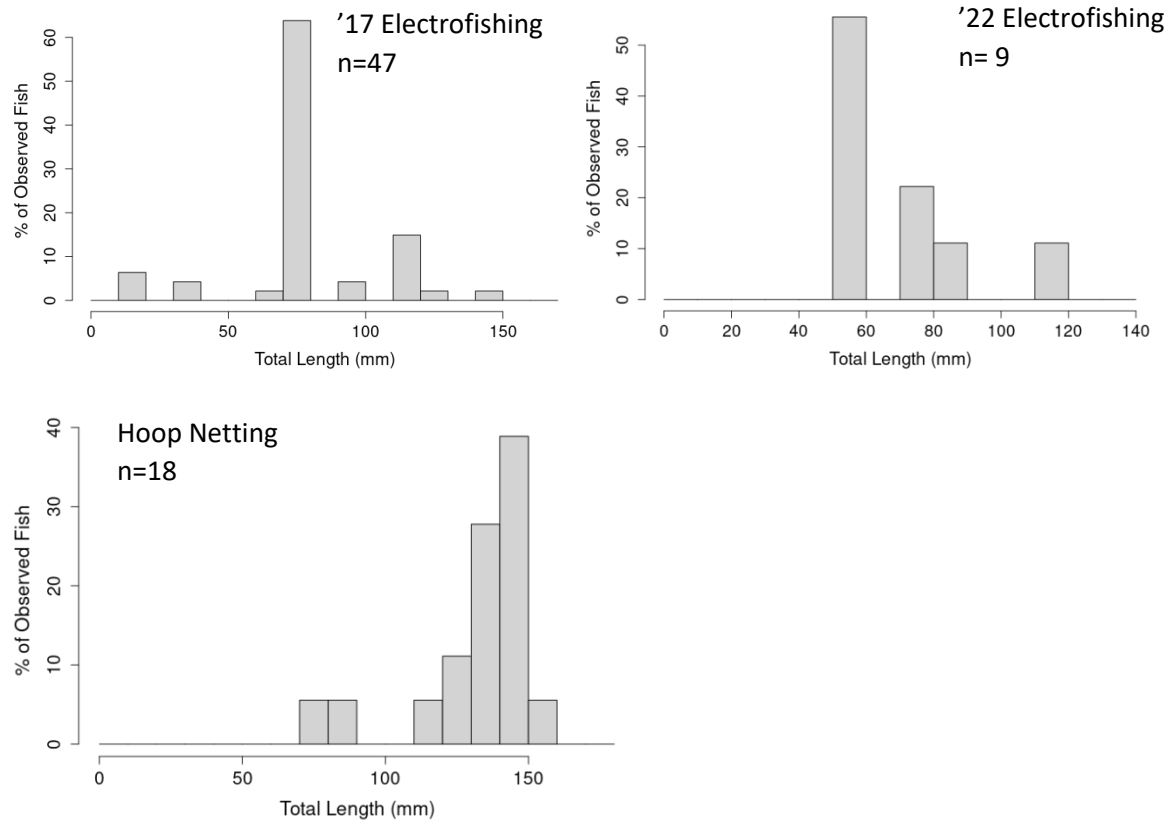 ’17 Electrofishing
n=47
% of Observed Fish
0 10 20 30 40 50 60
0 50 100 150
Total Length (mm)
’22 Electrofishing
n= 9
% of Observed Fish
0 10 20 30 40 50
0 20 40 60 80 100 120 140
Total Length (mm)
Hoop Netting
n=18
% of Observed Fish
0 10 20 30 40
0 50 100 150
Total Length (mm)